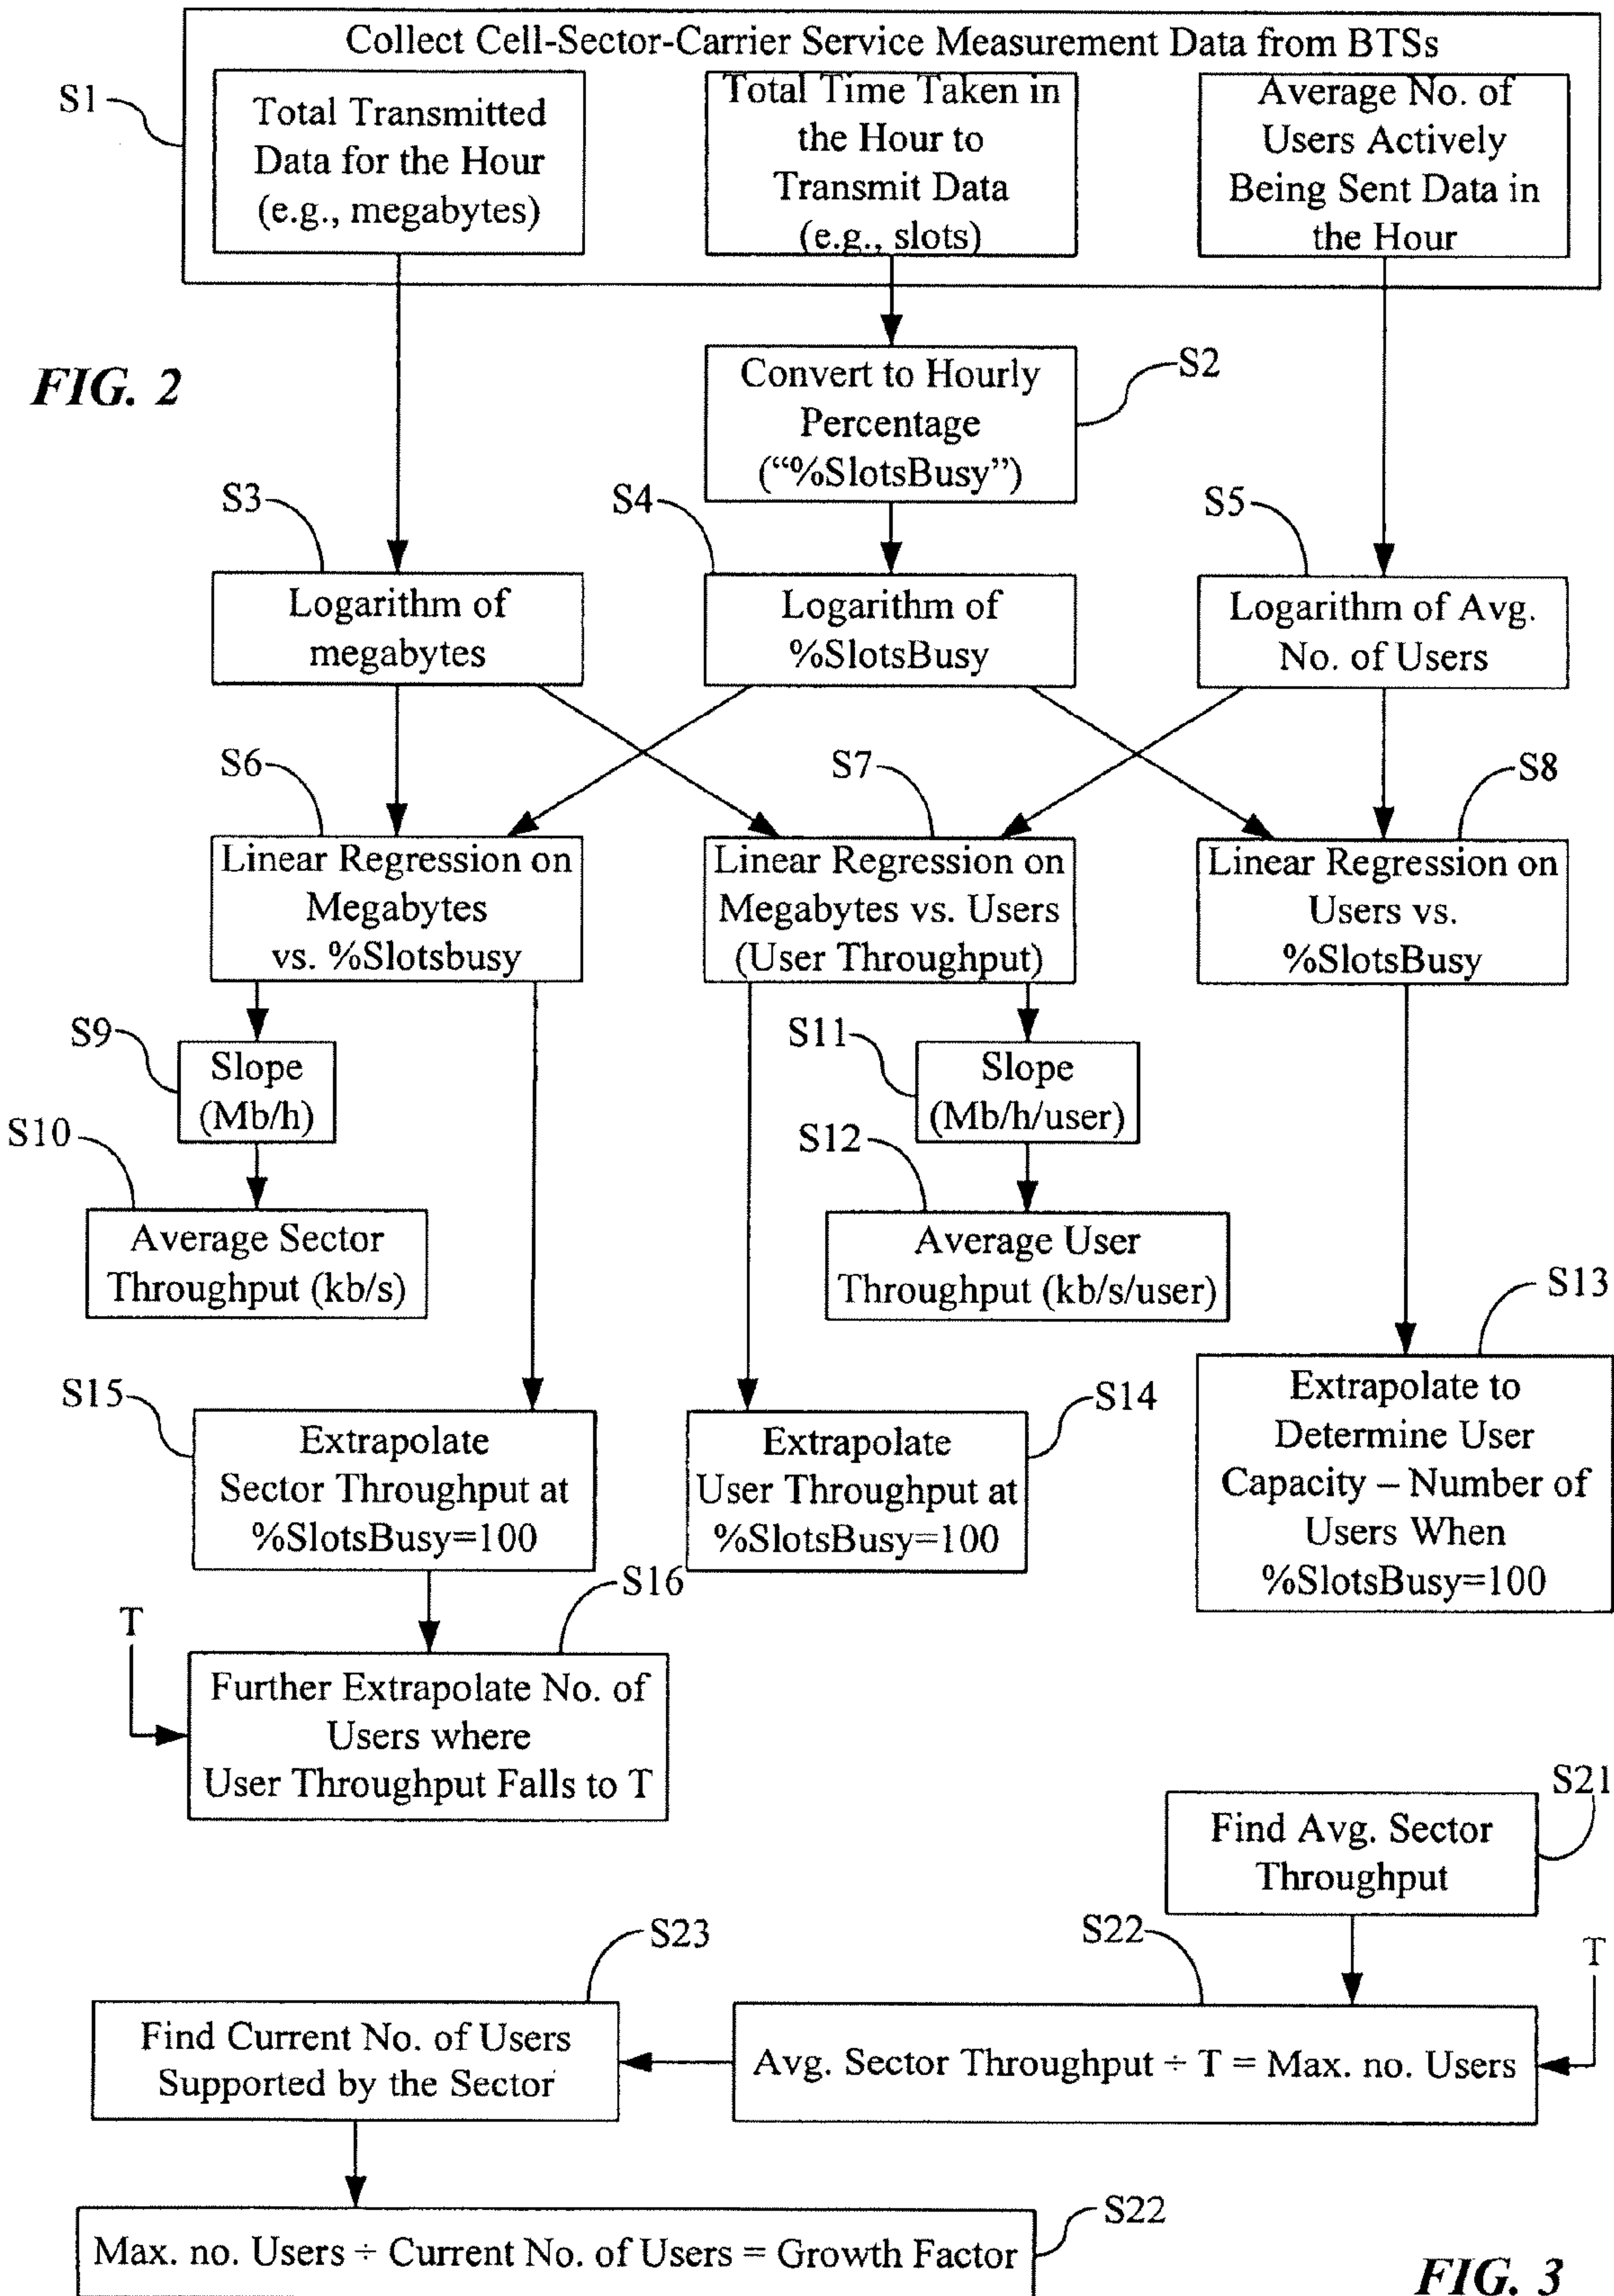 Collect Cell-Sector-Carrier Service Measurement Data from BTSs
S1
Total Transmitted
Data for the Hour
(e.g., megabytes)
Total Time Taken in
the Hour to
Transmit Data
(e.g., slots)
Average No. of
Users Actively
Being Sent Data in
the Hour
FIG. 2
S2
Convert to Hourly
Percentage
(“%SlotsBusy”)
S3
Logarithm of
megabytes
S4
Logarithm of
%SlotsBusy
S5
Logarithm of Avg.
No. of Users
S6
Linear Regression on
Megabytes
vs. %Slotsbusy
S7
Linear Regression on
Megabytes vs. Users
(User Throughput)
S8
Linear Regression on
Users vs.
%SlotsBusy
S9
Slope
(Mb/h)
S10
Average Sector
Throughput (kb/s)
S11
Slope
(Mb/h/user)
S12
Average User
Throughput (kb/s/user)
S13
Extrapolate to
Determine User
Capacity – Number of
Users When
%SlotsBusy=100
S15
Extrapolate
Sector Throughput at
%SlotsBusy=100
S14
Extrapolate
User Throughput at
%SlotsBusy=100
S16
T
Further Extrapolate No. of
Users where
User Throughput Falls to T
S21
Find Avg. Sector
Throughput
S22
T
Avg. Sector Throughput ÷ T = Max. no. Users
S23
Find Current No. of Users
Supported by the Sector
S22
Max. no. Users ÷ Current No. of Users = Growth Factor
FIG. 3